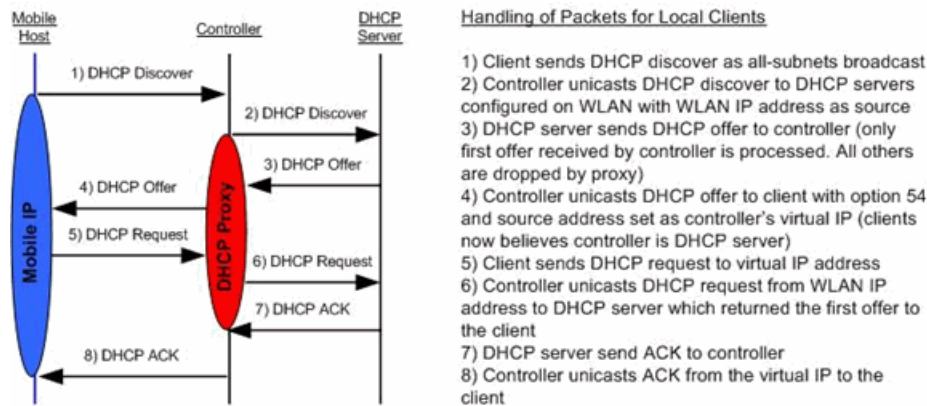 Mobile
Host
Controller
DHCP
Server
1) DHCP Discover
2) DHCP Discover
3) DHCP Offer
4) DHCP Offer
5) DHCP Request
6) DHCP Request
7) DHCP ACK
8) DHCP ACK
Mobile IP
DHCP Proxy
Handling of Packets for Local Clients
1) Client sends DHCP discover as all-subnets broadcast
2) Controller unicasts DHCP discover to DHCP servers
configured on WLAN with WLAN IP address as source
3) DHCP server sends DHCP offer to controller (only
first offer received by controller is processed. All others
are dropped by proxy)
4) Controller unicasts DHCP offer to client with option 54
and source address set as controller's virtual IP (clients
now believes controller is DHCP server)
5) Client sends DHCP request to virtual IP address
6) Controller unicasts DHCP request from WLAN IP
address to DHCP server which returned the first offer to
the client
7) DHCP server send ACK to controller
8) Controller unicasts ACK from the virtual IP to the
client